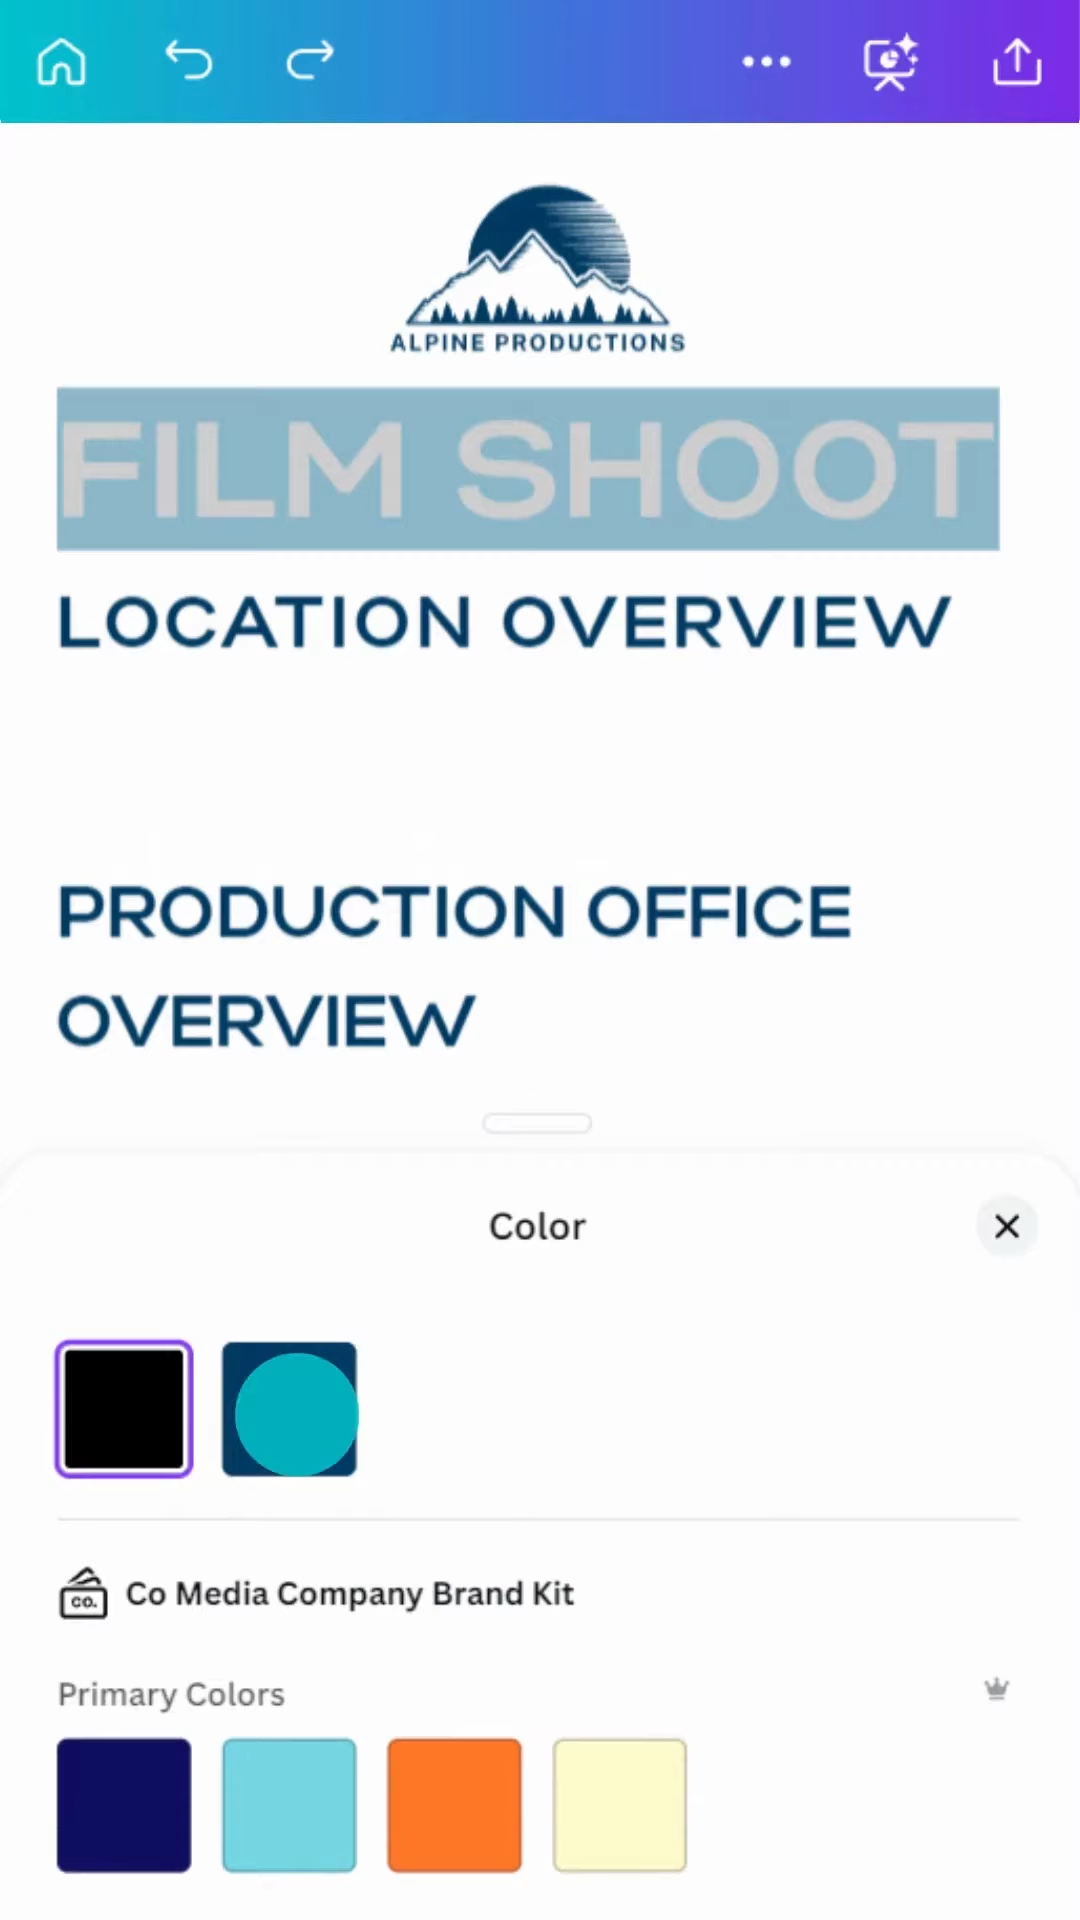 ALPINE PRODUCTIONS
FILM SHOOT
LOCATION OVERVIEW
PRODUCTION OFFICE
OVERVIEW
Color
CO.
Co Media Company Brand Kit
Primary Colors